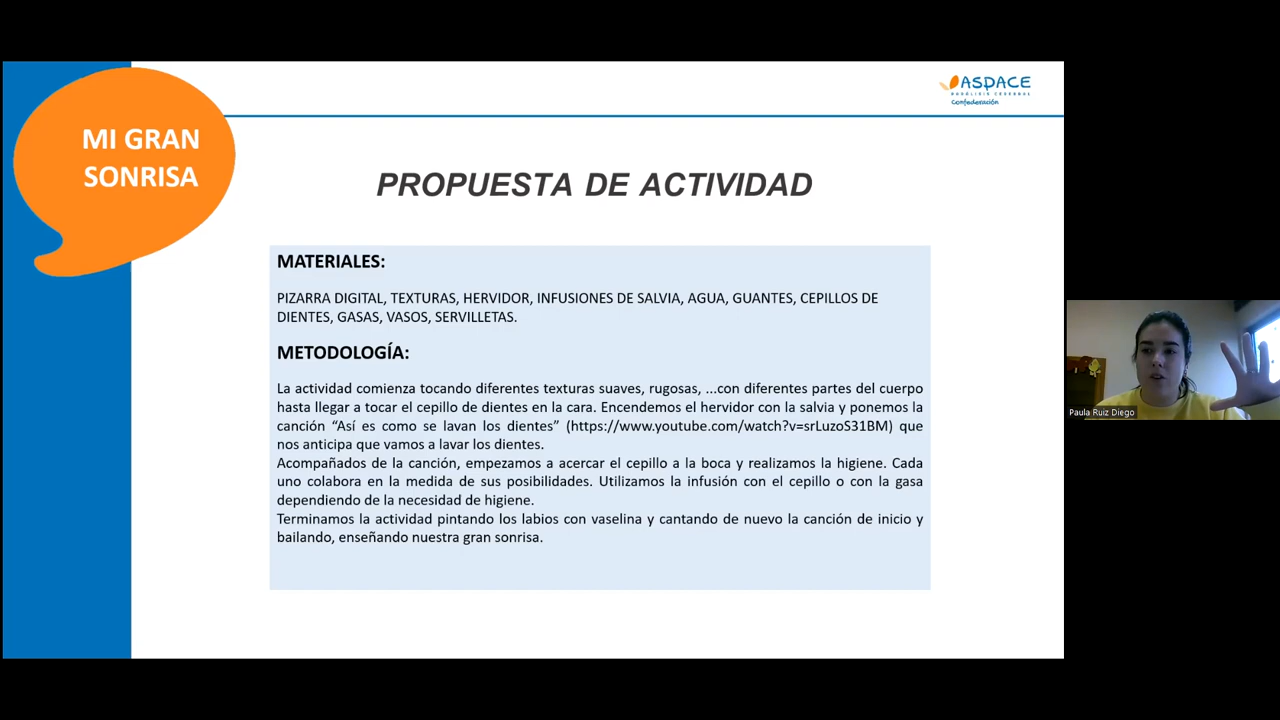 MI GRAN
SONRISA
ASPACE
PARÁLISIS CEREBRAL
Confederación
PROPUESTA DE ACTIVIDAD
MATERIALES:
PIZARRA DIGITAL, TEXTURAS, HERVIDOR, INFUSIONES DE SALVIA, AGUA, GUANTES, CEPILLOS DE
DIENTES, GASAS, VASOS, SERVILLETAS.
METODOLOGÍA:
La actividad comienza tocando diferentes texturas suaves, rugosas, ...con diferentes partes del cuerpo
hasta llegar a tocar el cepillo de dientes en la cara. Encendemos el hervidor con la salvia y ponemos la
canción “Así es como se lavan los dientes” (https://www.youtube.com/watch?v=srLuzoS31BM) que
nos anticipa que vamos a lavar los dientes.
Acompañados de la canción, empezamos a acercar el cepillo a la boca y realizamos la higiene. Cada
uno colabora en la medida de sus posibilidades. Utilizamos la infusión con el cepillo o con la gasa
dependiendo de la necesidad de higiene.
Terminamos la actividad pintando los labios con vaselina y cantando de nuevo la canción de inicio y
bailando, enseñando nuestra gran sonrisa.
Paula Ruiz Diego